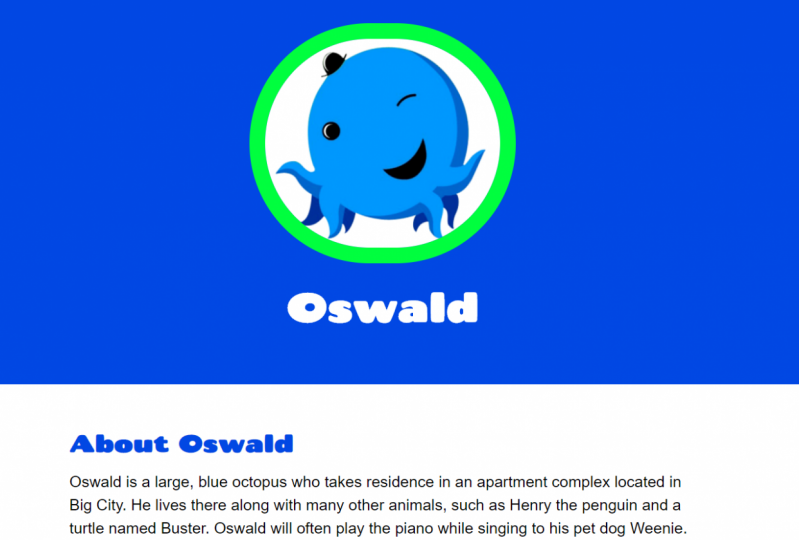 Oswald
About Oswald
Oswald is a large, blue octopus who takes residence in an apartment complex located in
Big City. He lives there along with many other animals, such as Henry the penguin and a
turtle named Buster. Oswald will often play the piano while singing to his pet dog Weenie.